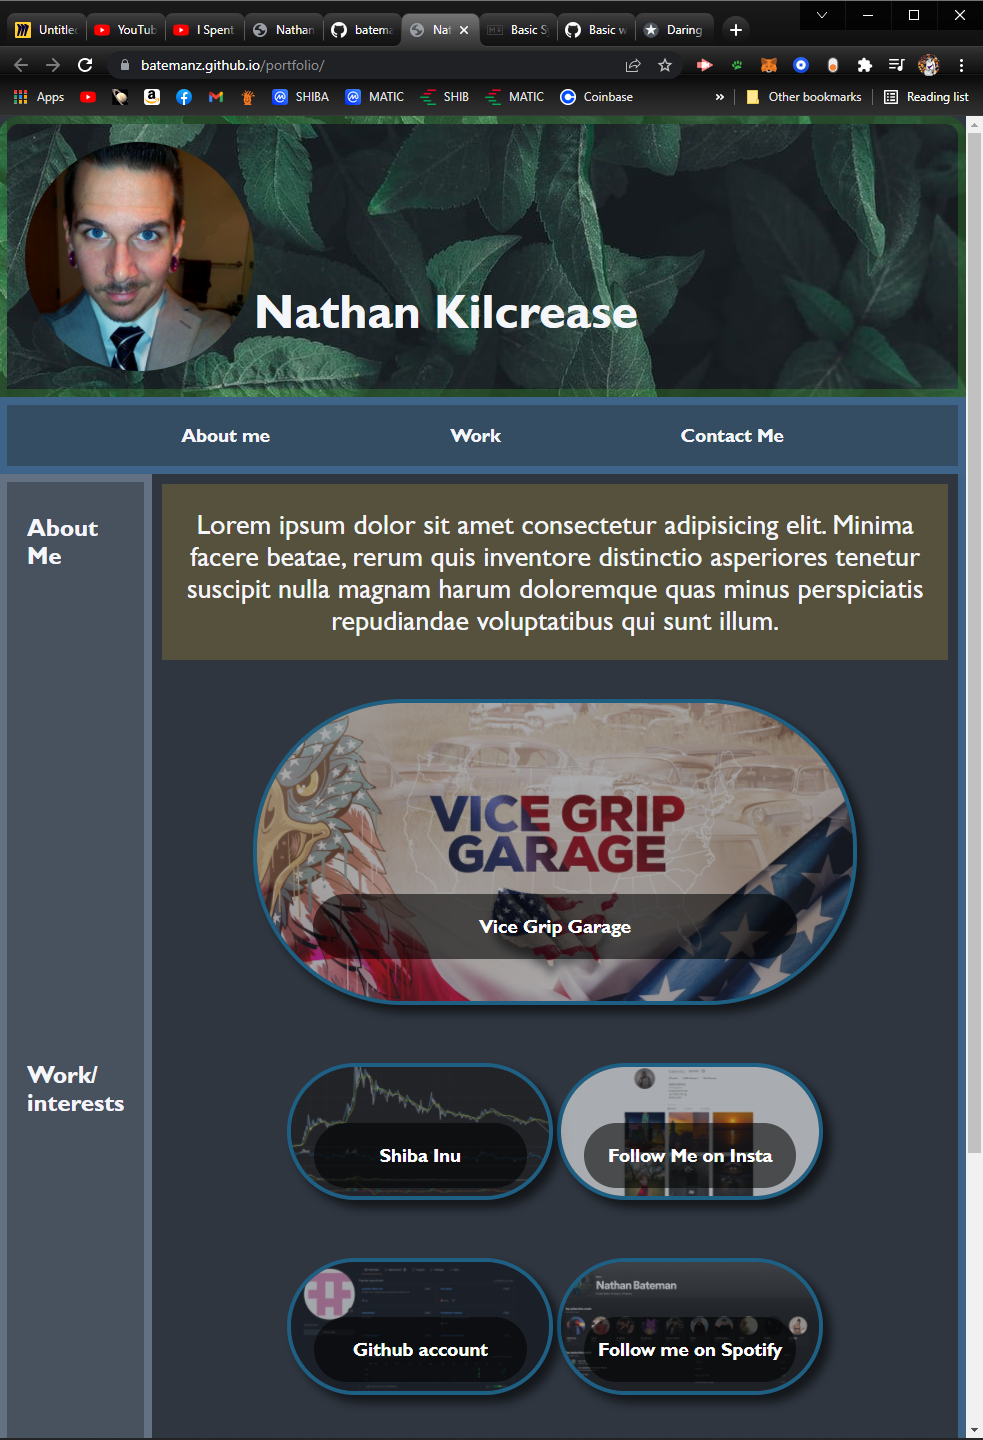 Untitled
YouTub
I Spent
Nathan
batema
Nat
Basic Sy
Basic w
Daring
batemanz.github.io/portfolio/
Apps
SHIBA
MATIC
SHIB
MATIC
Coinbase
»
Other bookmarks
Reading list
Nathan Kilcrease
About me
Work
Contact Me
About
Me
Lorem ipsum dolor sit amet consectetur adipisicing elit. Minima
facere beatae, rerum quis inventore distinctio asperiores tenetur
suscipit nulla magnam harum doloremque quas minus perspiciatis
repudiandae voluptatibus qui sunt illum.
VICE GRIP
GARAGE
Vice Grip Garage
Work/
interests
Shiba Inu
Follow Me on Insta
Github account
Nathan Bateman
Follow me on Spotify